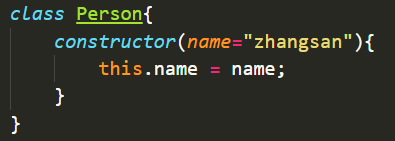 class Person{
    constructor(name="zhangsan"){
        this.name = name;
    }
}